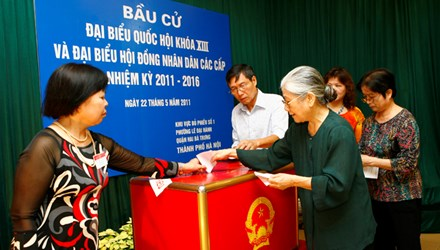 BẦU CỬ
ĐẠI BIỂU QUỐC HỘI KHÓA XIII
VÀ ĐẠI BIỂU HỘI ĐỒNG NHÂN DÂN CÁC CẤP
NHIỆM KỲ 2011 - 2016
NGÀY 22 THÁNG 5 NĂM 2011
KHU VỰC BỎ PHIẾU SỐ 1
PHƯỜNG LÊ ĐẠI HÀNH
QUẬN HAI BÀ TRƯNG
THÀNH PHỐ HÀ NỘI